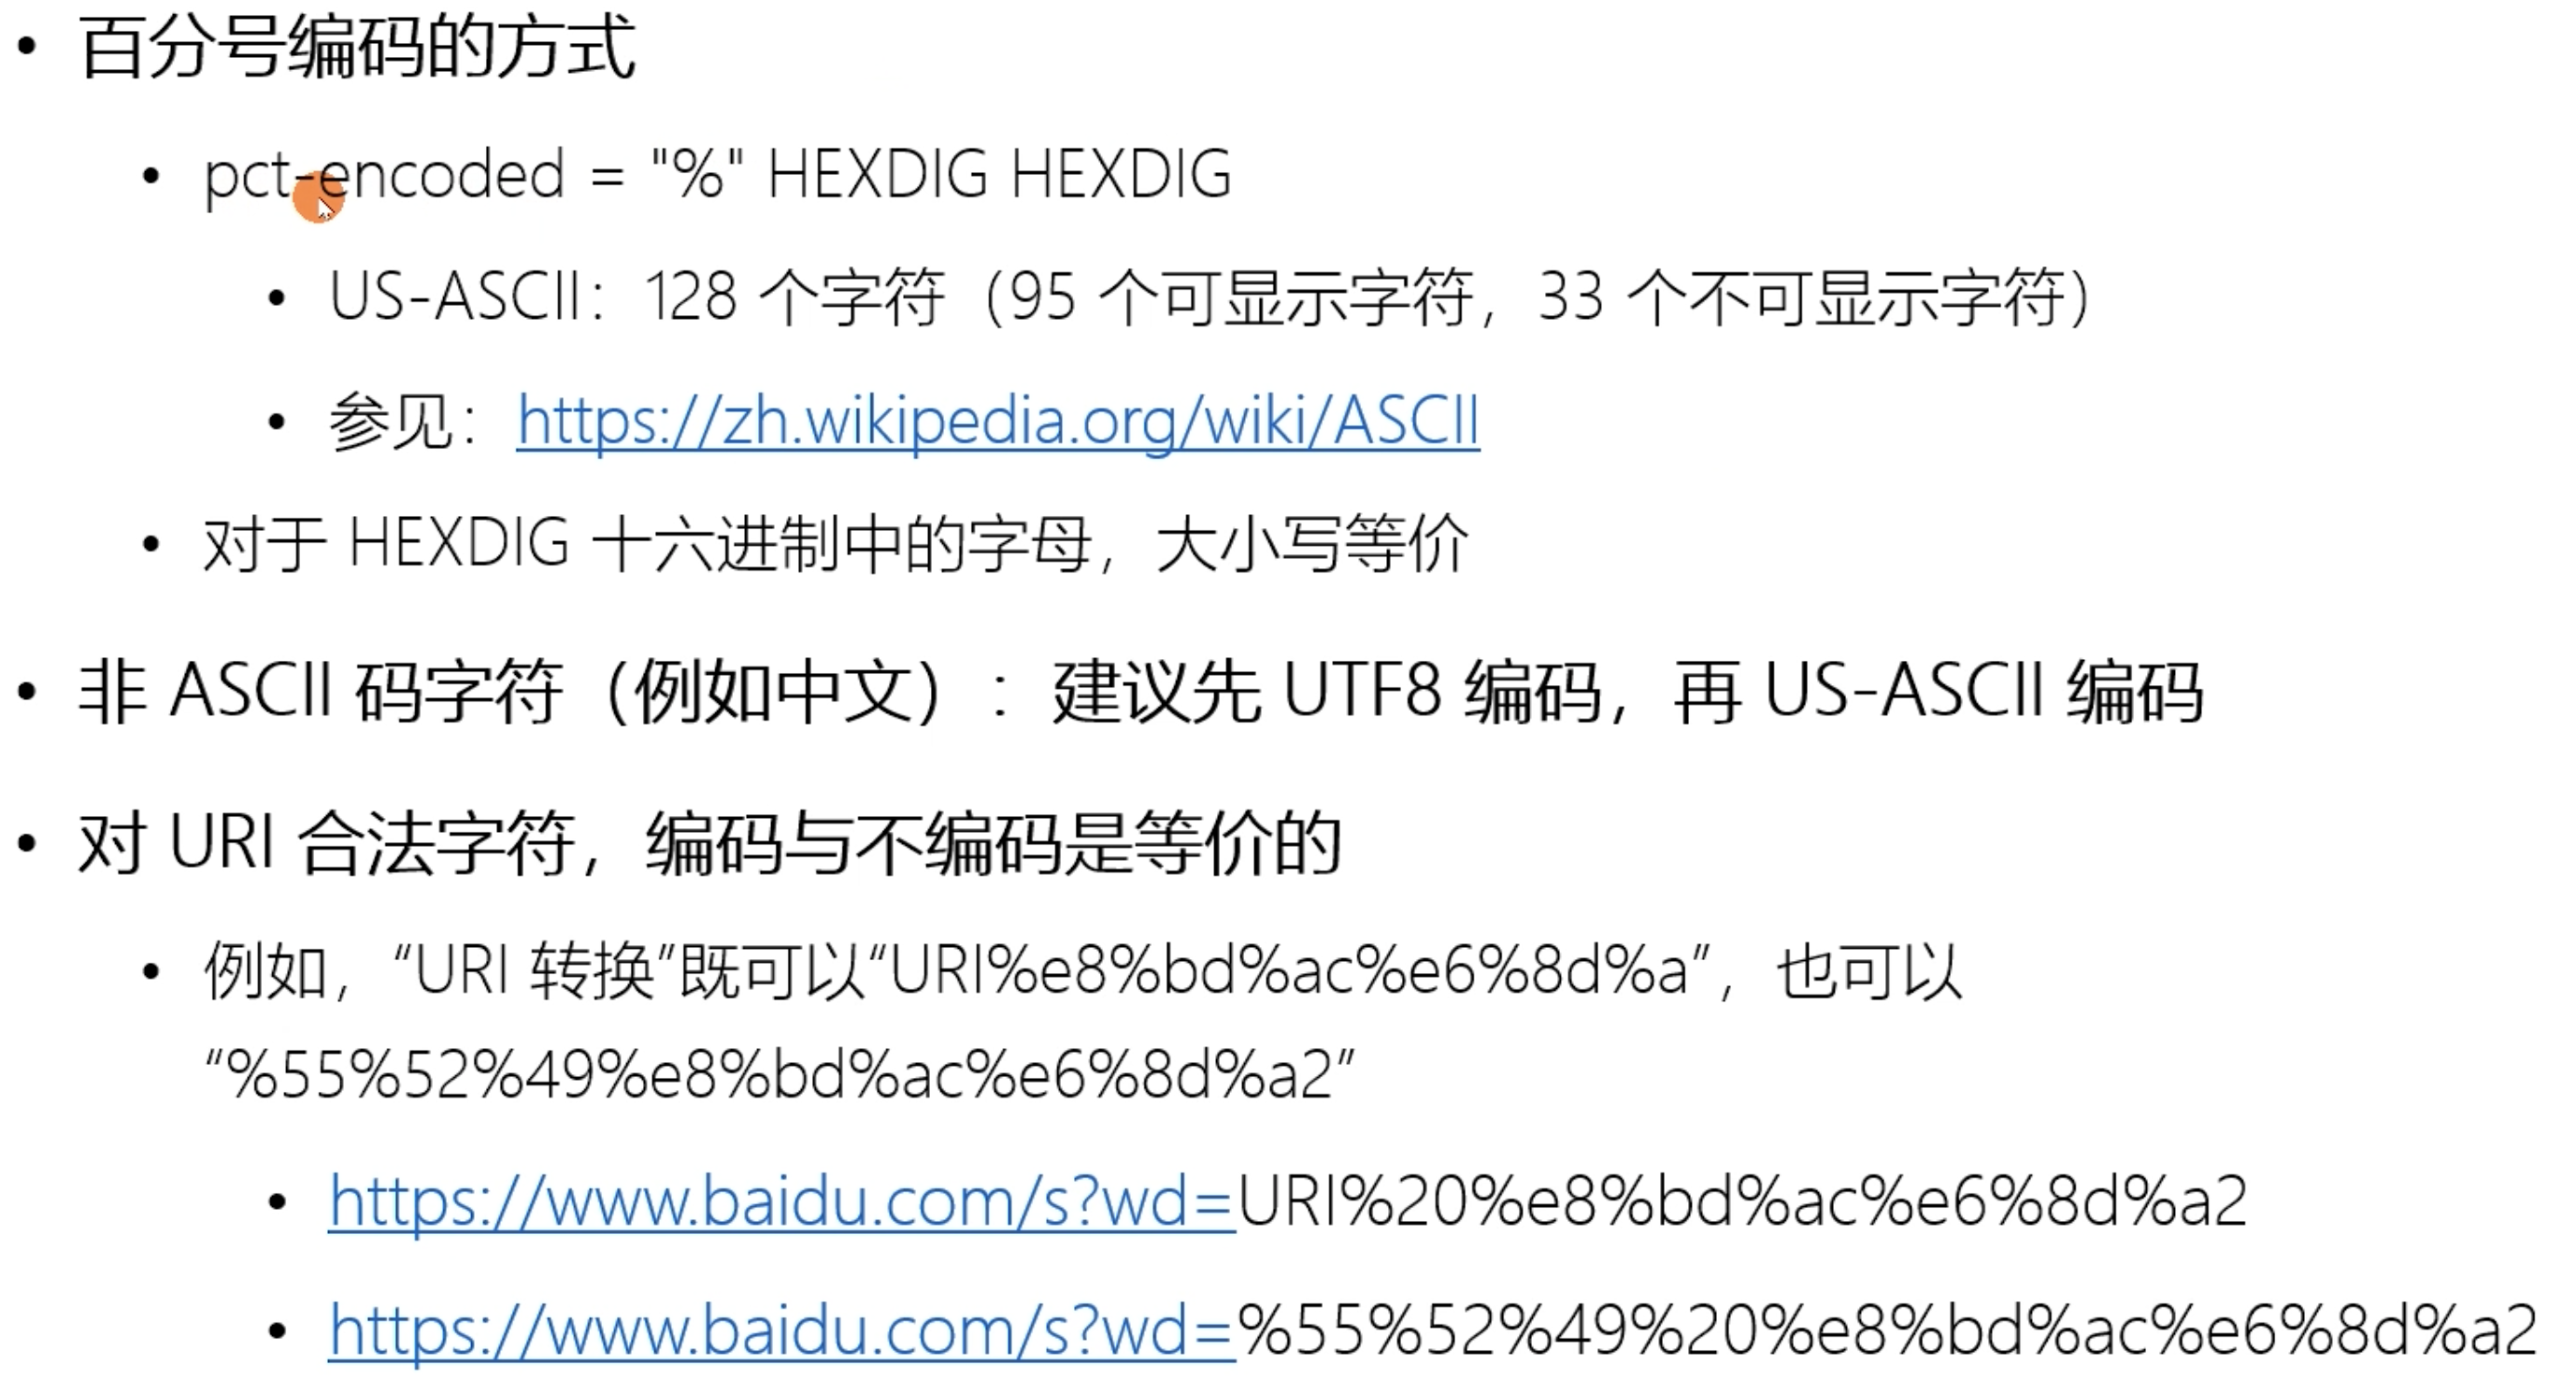 • 百分号编码的方式
• pct-encoded = "%" HEXDIG HEXDIG
• US-ASCII：128 个字符（95 个可显示字符，33 个不可显示字符）
• 参见：https://zh.wikipedia.org/wiki/ASCII
• 对于 HEXDIG 十六进制中的字母，大小写等价
• 非 ASCII 码字符（例如中文）：建议先 UTF8 编码，再 US-ASCII 编码
• 对 URI 合法字符，编码与不编码是等价的
• 例如，“URI 转换”既可以“URI%e8%bd%ac%e6%8d%a”，也可以
“%55%52%49%e8%bd%ac%e6%8d%a2”
• https://www.baidu.com/s?wd=URI%20%e8%bd%ac%e6%8d%a2
• https://www.baidu.com/s?wd=%55%52%49%20%e8%bd%ac%e6%8d%a2